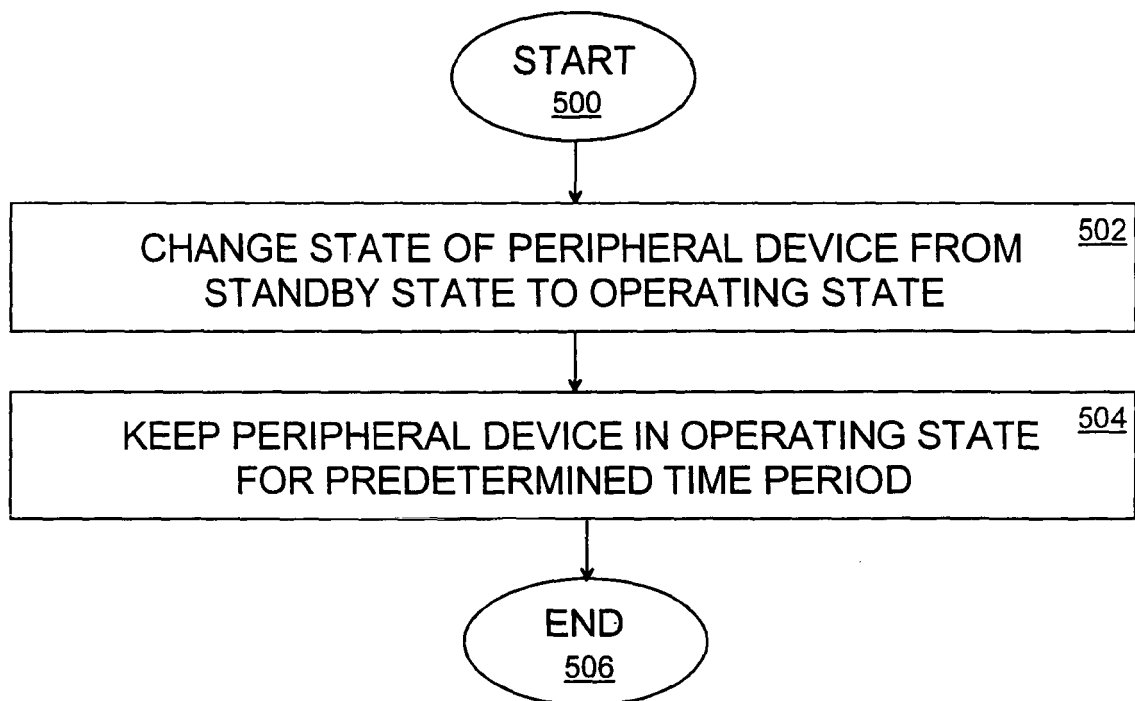 START
500
CHANGE STATE OF PERIPHERAL DEVICE FROM
STANDBY STATE TO OPERATING STATE
502
KEEP PERIPHERAL DEVICE IN OPERATING STATE
FOR PREDETERMINED TIME PERIOD
504
END
506